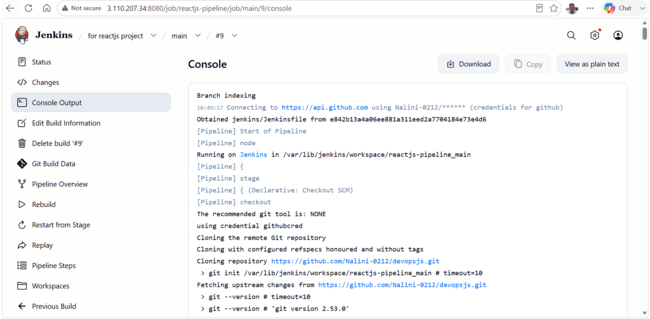 Not secure 3.110.207.34:8080/job/reactjs-pipeline/job/main/9/console
Chat
Jenkins / for reactjs project / main / #9
Status
Changes
Console Output
Edit Build Information
Delete build '#9'
Git Build Data
Pipeline Overview
Rebuild
Restart from Stage
Replay
Pipeline Steps
Workspaces
Previous Build
Console
Download
Copy
View as plain text
Branch indexing
18:49:17 Connecting to https://api.github.com using Nalini-0212/****** (credentials for github)
Obtained jenkins/Jenkinsfile from e842b13a4a06ee881a311eed2a7704184e73e4d6
[Pipeline] Start of Pipeline
[Pipeline] node
Running on Jenkins in /var/lib/jenkins/workspace/reactjs-pipeline_main
[Pipeline] {
[Pipeline] stage
[Pipeline] { (Declarative: Checkout SCM)
[Pipeline] checkout
The recommended git tool is: NONE
using credential githubcred
Cloning the remote Git repository
Cloning with configured refspecs honoured and without tags
Cloning repository https://github.com/Nalini-0212/devopsjs.git
> git init /var/lib/jenkins/workspace/reactjs-pipeline_main # timeout=10
Fetching upstream changes from https://github.com/Nalini-0212/devopsjs.git
> git --version # timeout=10
> git --version # 'git version 2.53.0'